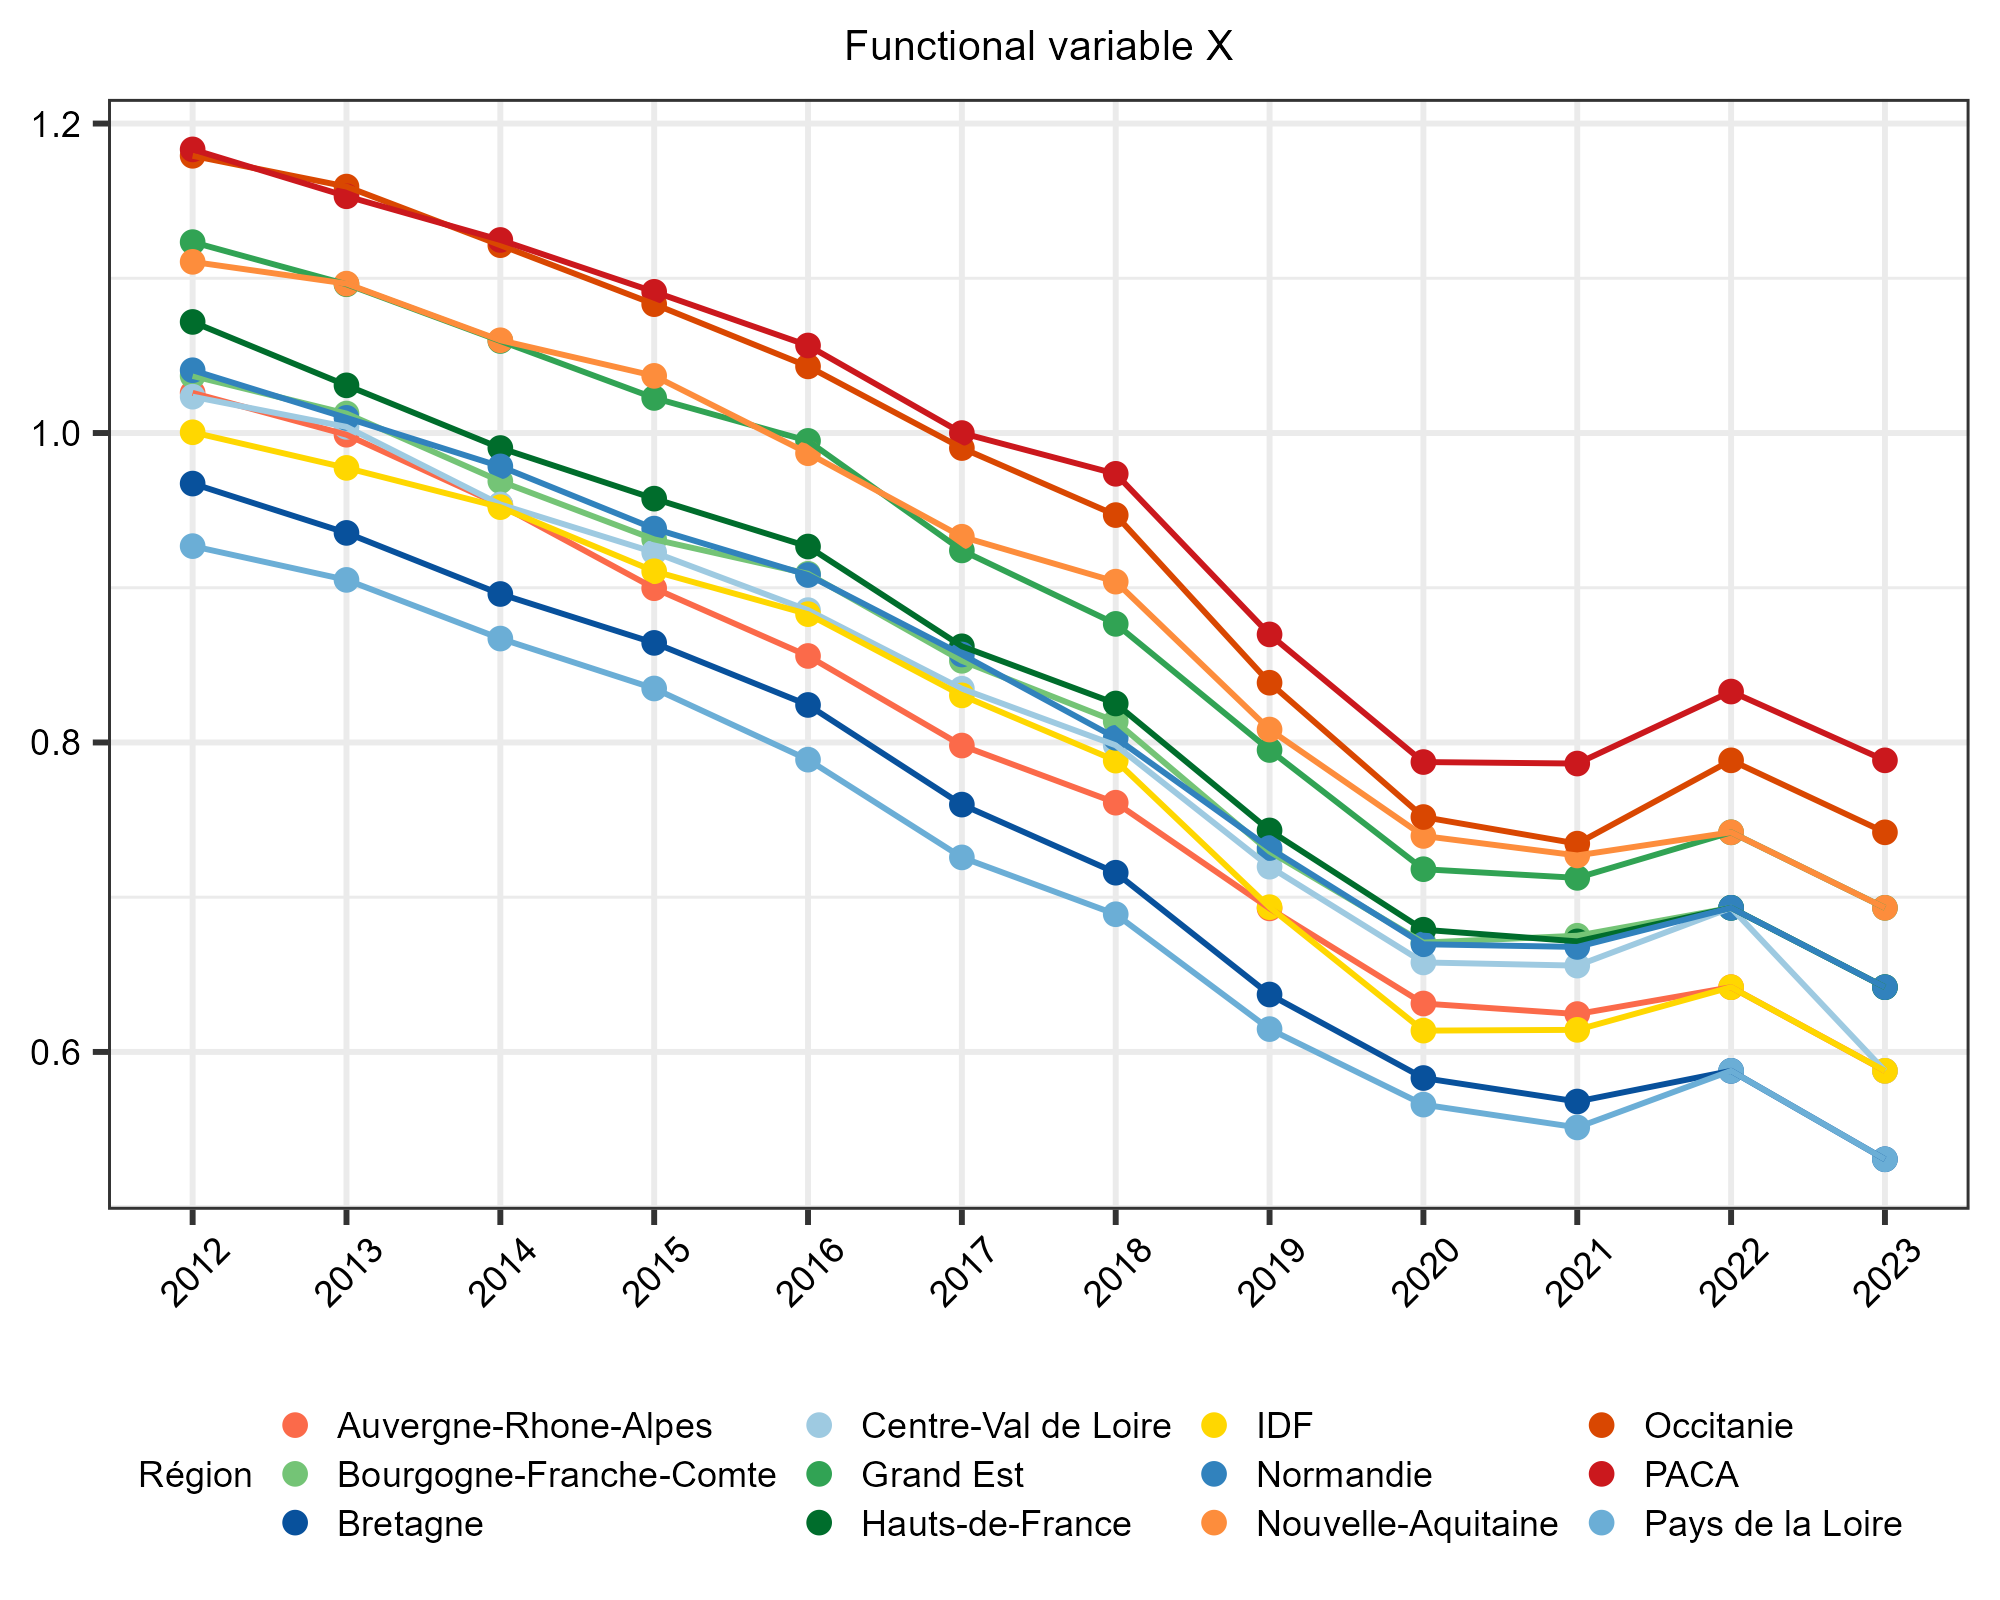 Functional variable X
1.2
1.0
0.8
0.6
2012 2013 2014 2015 2016 2017 2018 2019 2020 2021 2022 2023
Auvergne-Rhone-Alpes Centre-Val de Loire IDF Occitanie
Région Bourgogne-Franche-Comte Grand Est Normandie PACA
Bretagne Hauts-de-France Nouvelle-Aquitaine Pays de la Loire